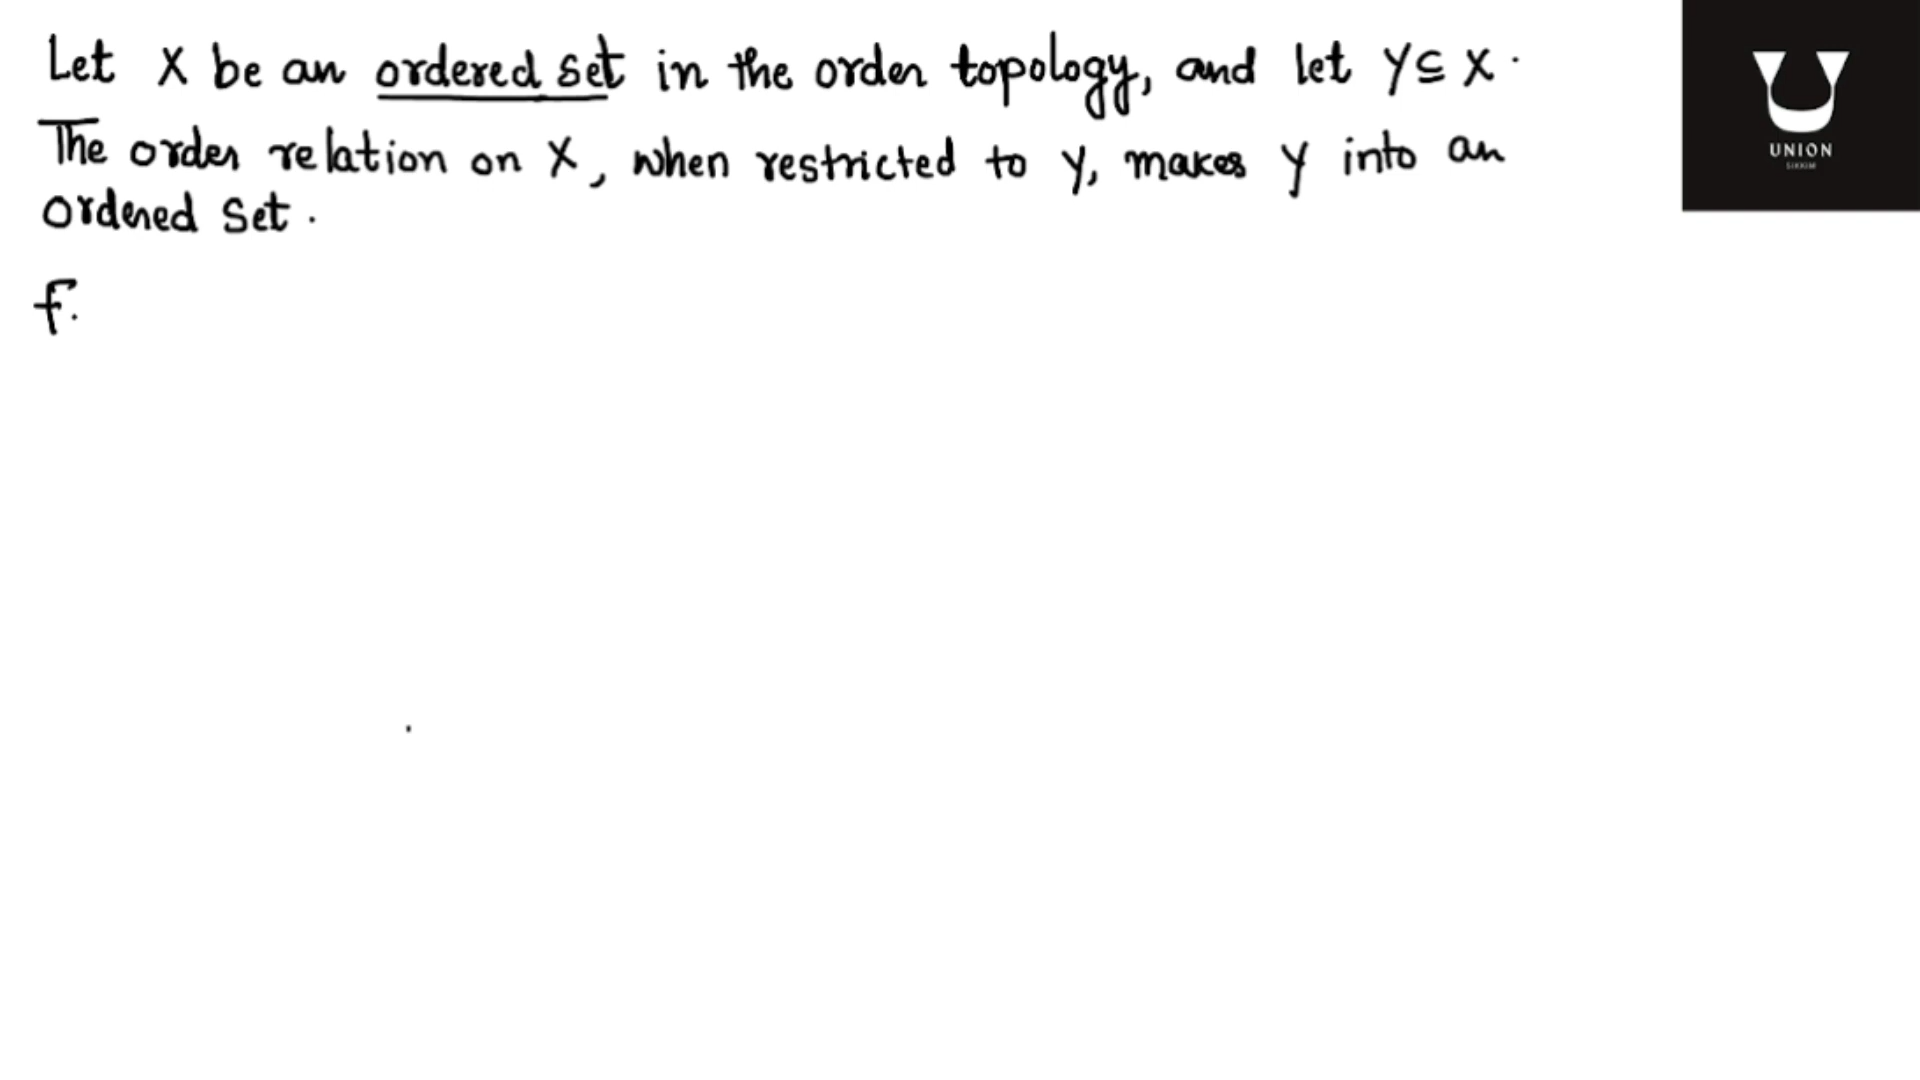 Let X be an ordered set in the order topology, and let Y ⊆ X.
The order relation on X, when restricted to Y, makes Y into an
ordered set.
f.
UNION
SIKKIM